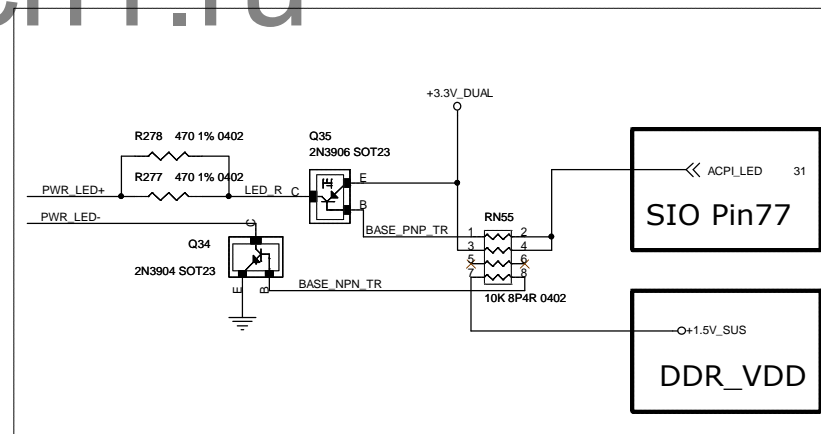 +3.3V_DUAL
R278 470 1% 0402
Q35
2N3906 SOT23
R277 470 1% 0402
PWR_LED+
LED_R
C
E
B
ACPI_LED 31
SIO Pin77
PWR_LED-
BASE_PNP_TR
RN55
1 2
3 4
5 6
7 8
10K 8P4R 0402
C
Q34
2N3904 SOT23
E
B
BASE_NPN_TR
+1.5V_SUS
DDR_VDD